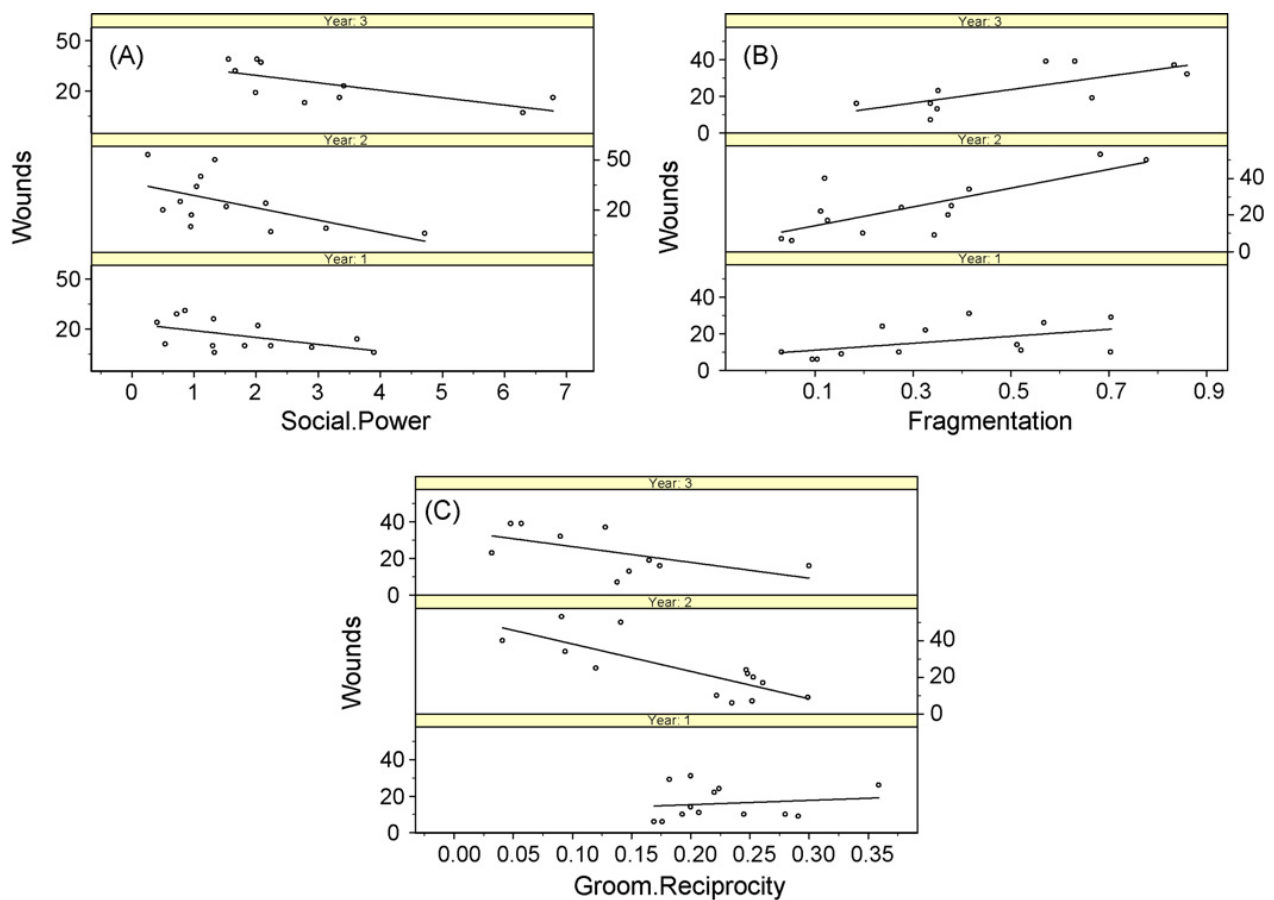 Year: 3
(A)
50
20
Year: 2
50
20
Year: 1
50
20
Wounds
0 1 2 3 4 5 6 7
Social.Power
Year: 3
(B)
40
20
0
Year: 2
40
20
0
Year: 1
40
20
0
Wounds
0.1 0.3 0.5 0.7 0.9
Fragmentation
Year: 3
(C)
40
20
0
Year: 2
40
20
0
Year: 1
40
20
0
Wounds
0.00 0.05 0.10 0.15 0.20 0.25 0.30 0.35
Groom.Reciprocity